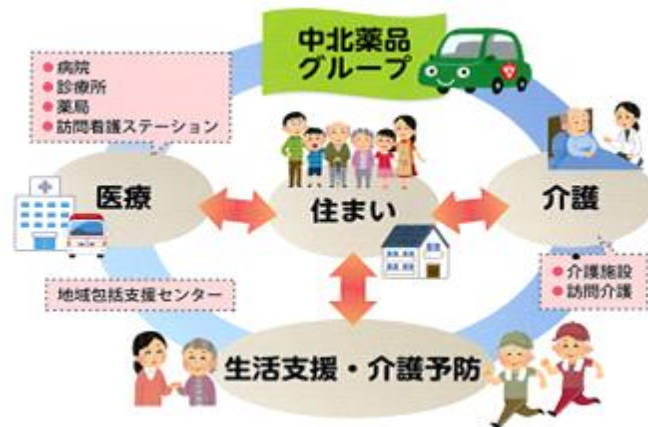 中北薬品
グループ
● 病院
● 診療所
● 薬局
● 訪問看護ステーション
医療
住まい
介護
● 介護施設
● 訪問介護
地域包括支援センター
生活支援・介護予防